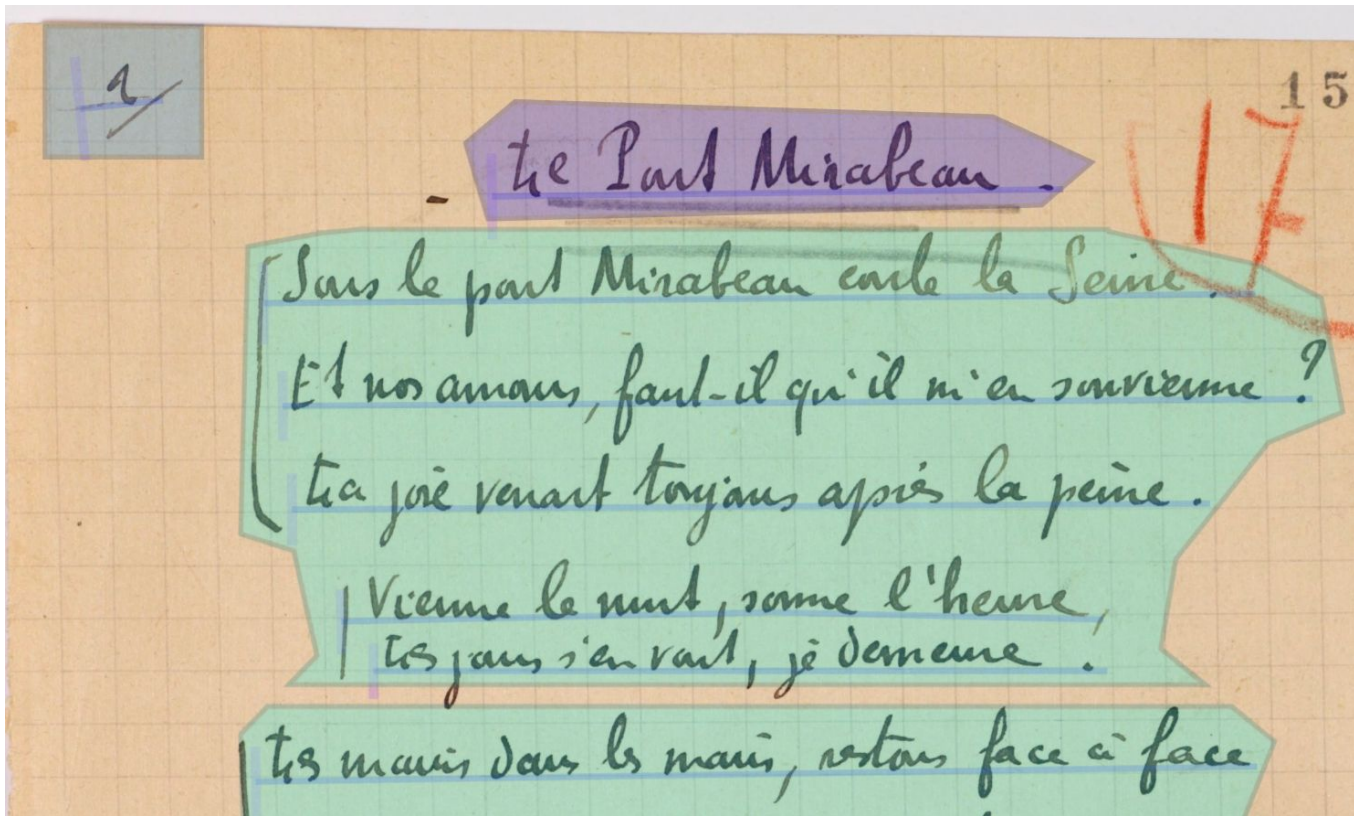 1/
15
17
- Le Pont Mirabeau.
Sous le pont Mirabeau coule la Seine.
Et nos amours, faut-il qu'il m'en souvienne ?
La joie venait toujours après la peine.
Vienne la nuit, sonne l'heure,
Les jours s'en vont, je demeure.
Les mains dans les mains, restons face à face